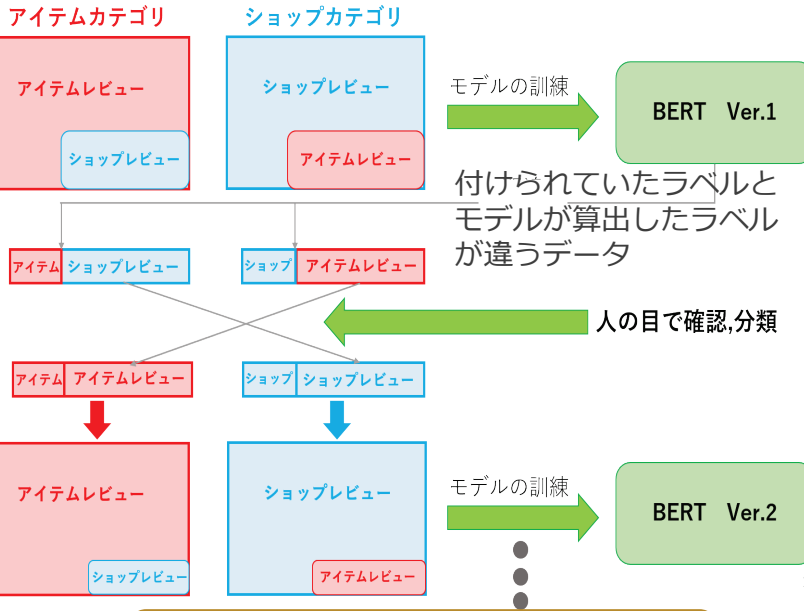 アイテムカテゴリ
ショップカテゴリ
アイテムレビュー
ショップレビュー
ショップレビュー
アイテムレビュー
モデルの訓練
BERT Ver.1
付けられていたラベルと
モデルが算出したラベル
が違うデータ
アイテム ショップレビュー
ショップ アイテムレビュー
人の目で確認,分類
アイテム アイテムレビュー
ショップ ショップレビュー
アイテムレビュー
ショップレビュー
ショップレビュー
アイテムレビュー
モデルの訓練
BERT Ver.2